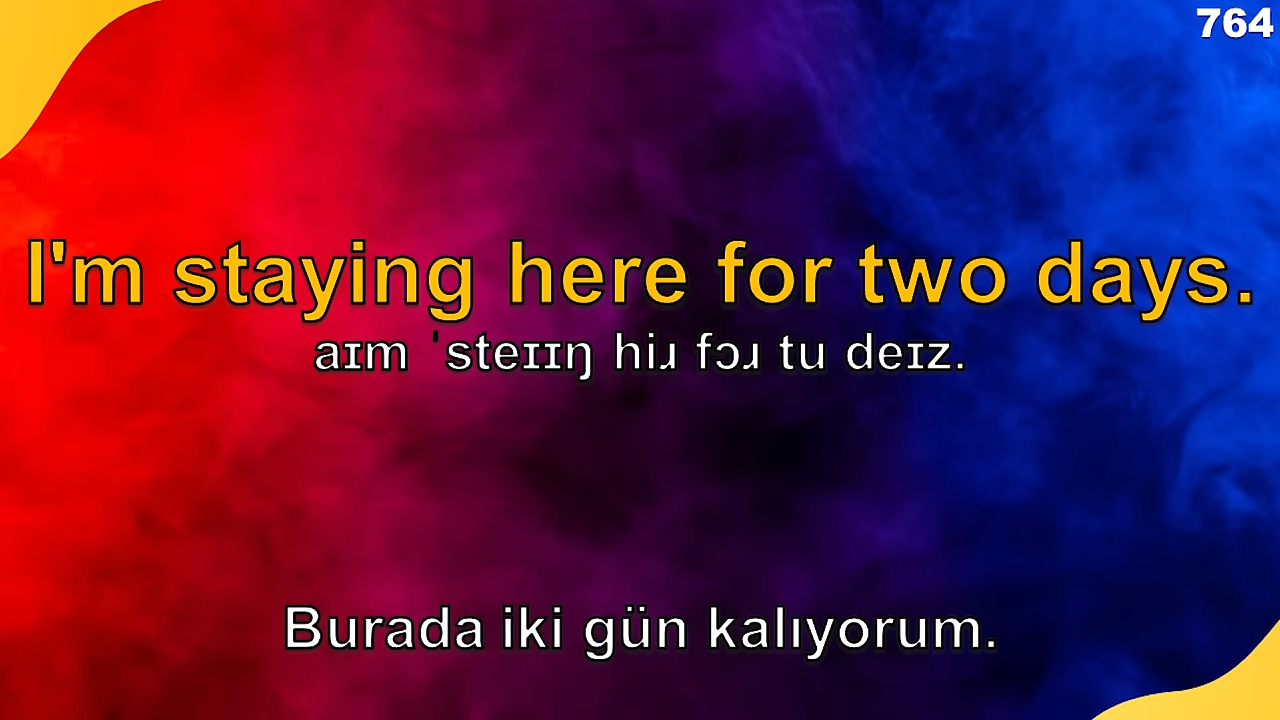 764
I'm staying here for two days.
aɪm ˈsteɪɪŋ hiɹ fɔɹ tu deɪz.
Burada iki gün kalıyorum.